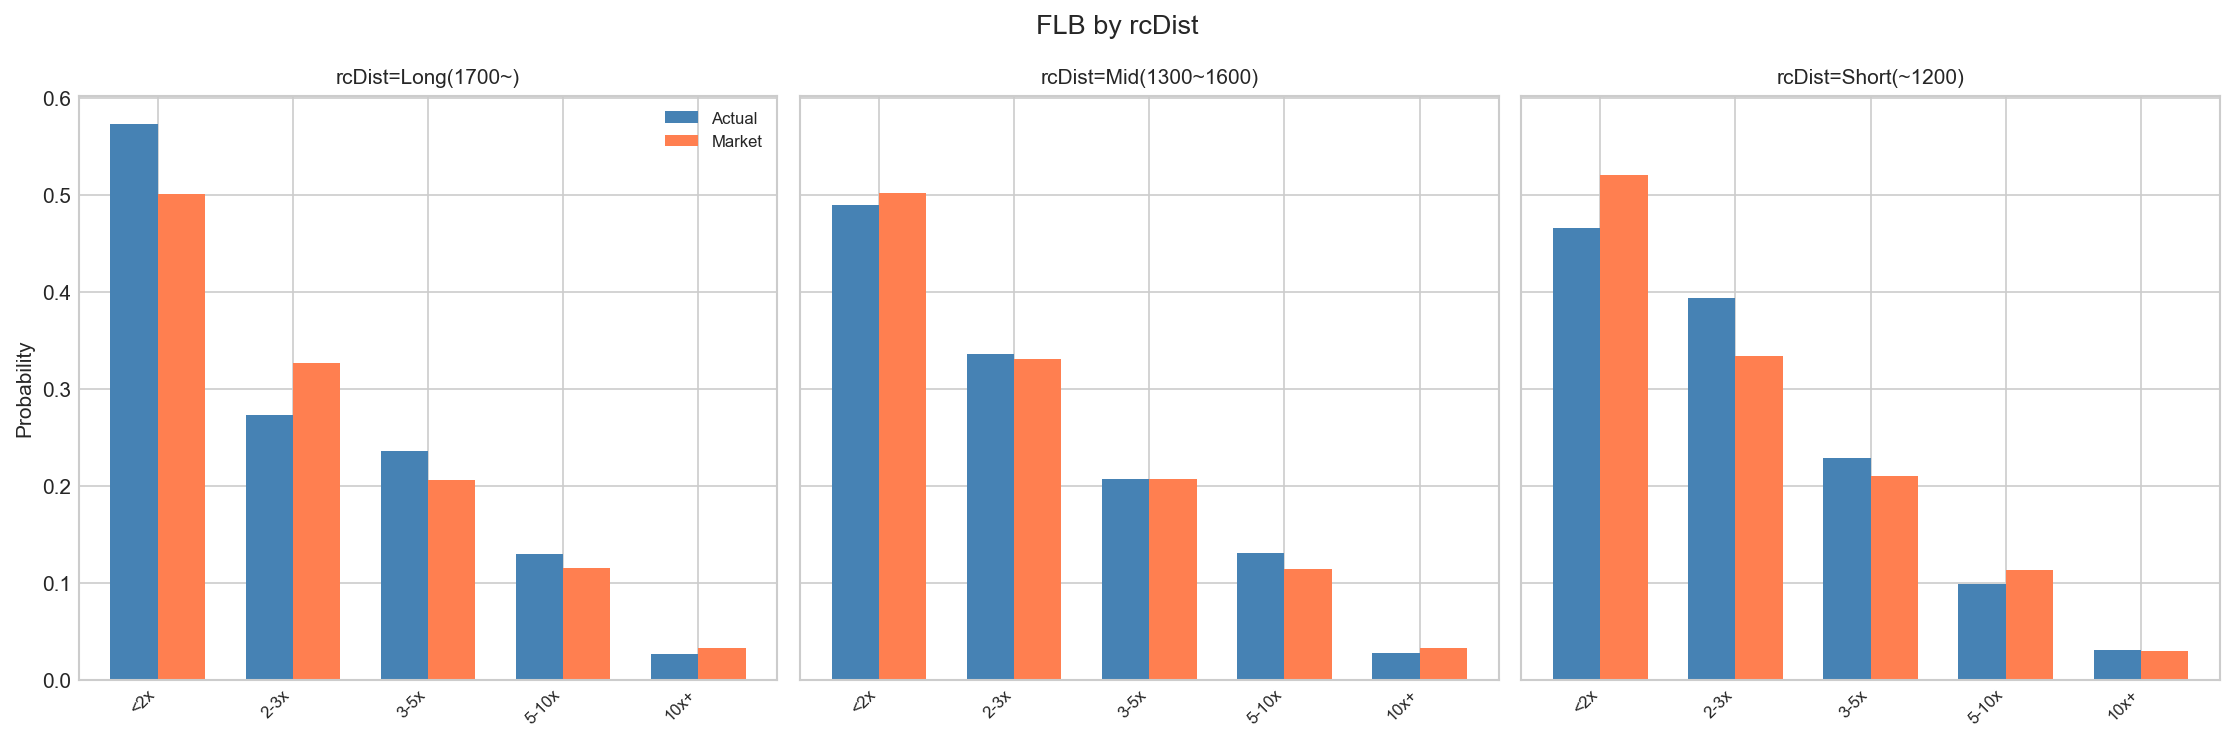 FLB by rcDist
rcDist=Long(1700~)
rcDist=Mid(1300~1600)
rcDist=Short(~1200)
Probability
0.6
0.5
0.4
0.3
0.2
0.1
0.0
Actual
Market
<2x
2-3x
3-5x
5-10x
10x+
<2x
2-3x
3-5x
5-10x
10x+
<2x
2-3x
3-5x
5-10x
10x+